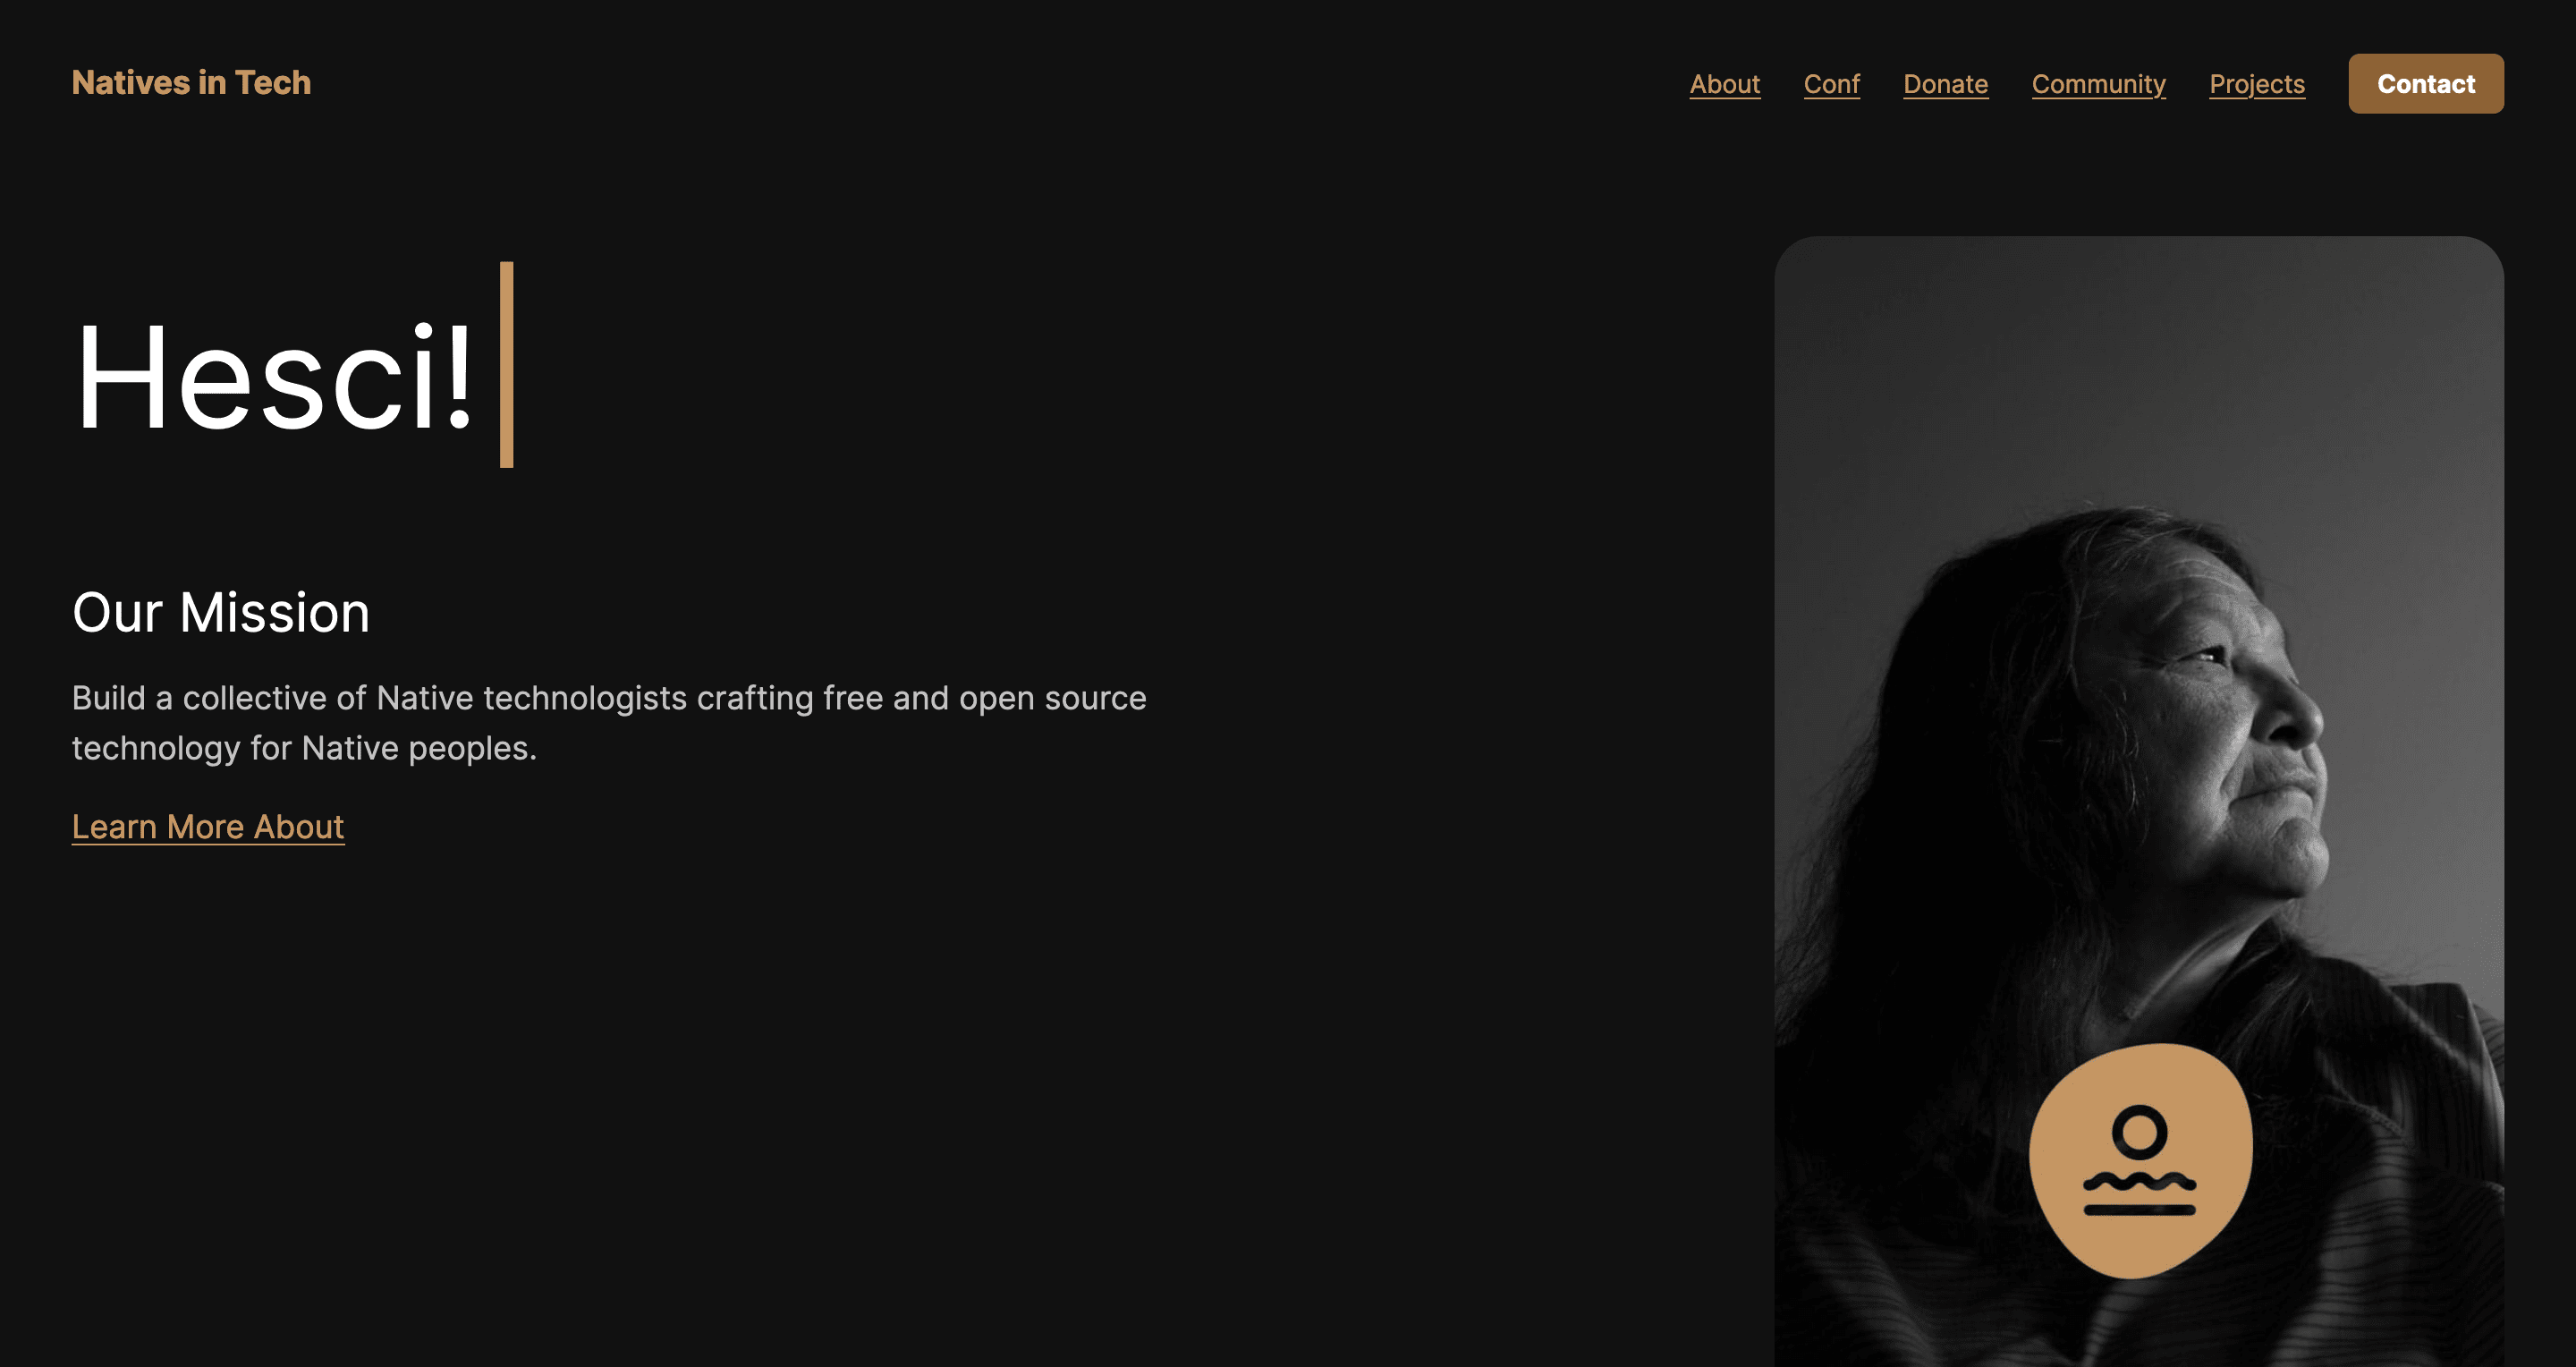 Natives in Tech
About Conf Donate Community Projects Contact
Hesci!
Our Mission
Build a collective of Native technologists crafting free and open source
technology for Native peoples.
Learn More About